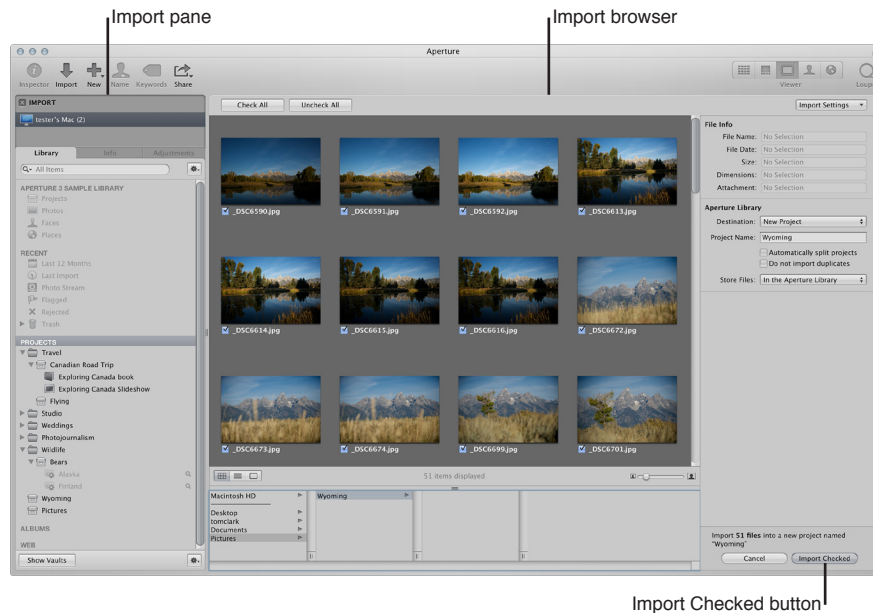 Import pane
Import browser
Aperture
Inspector Import New Name Keywords Share
Viewer
Loupe
IMPORT
tester's Mac (2)
Library Info Adjustments
All Items
APERTURE 3 SAMPLE LIBRARY
Projects
Photos
Faces
Places
RECENT
Last 12 Months
Last Import
Photo Stream
Flagged
Rejected
Trash
PROJECTS
Travel
Canadian Road Trip
Exploring Canada book
Exploring Canada Slideshow
Flying
Studio
Weddings
Photojournalism
Wildlife
Bears
Alaska
Finland
Wyoming
Pictures
ALBUMS
WEB
Show Vaults
Check All Uncheck All
_DSC6590.jpg _DSC6591.jpg _DSC6592.jpg _DSC6613.jpg
_DSC6614.jpg _DSC6615.jpg _DSC6616.jpg _DSC6672.jpg
_DSC6673.jpg _DSC6674.jpg _DSC6699.jpg _DSC6701.jpg
51 items displayed
Macintosh HD
Desktop
tomclark
Documents
Pictures
Wyoming
Import Settings
File Info
File Name: No Selection
File Date: No Selection
Size: No Selection
Dimensions: No Selection
Attachment: No Selection
Aperture Library
Destination: New Project
Project Name: Wyoming
Automatically split projects
Do not import duplicates
Store Files: In the Aperture Library
Import 51 files into a new project named
"Wyoming"
Cancel Import Checked
Import Checked button